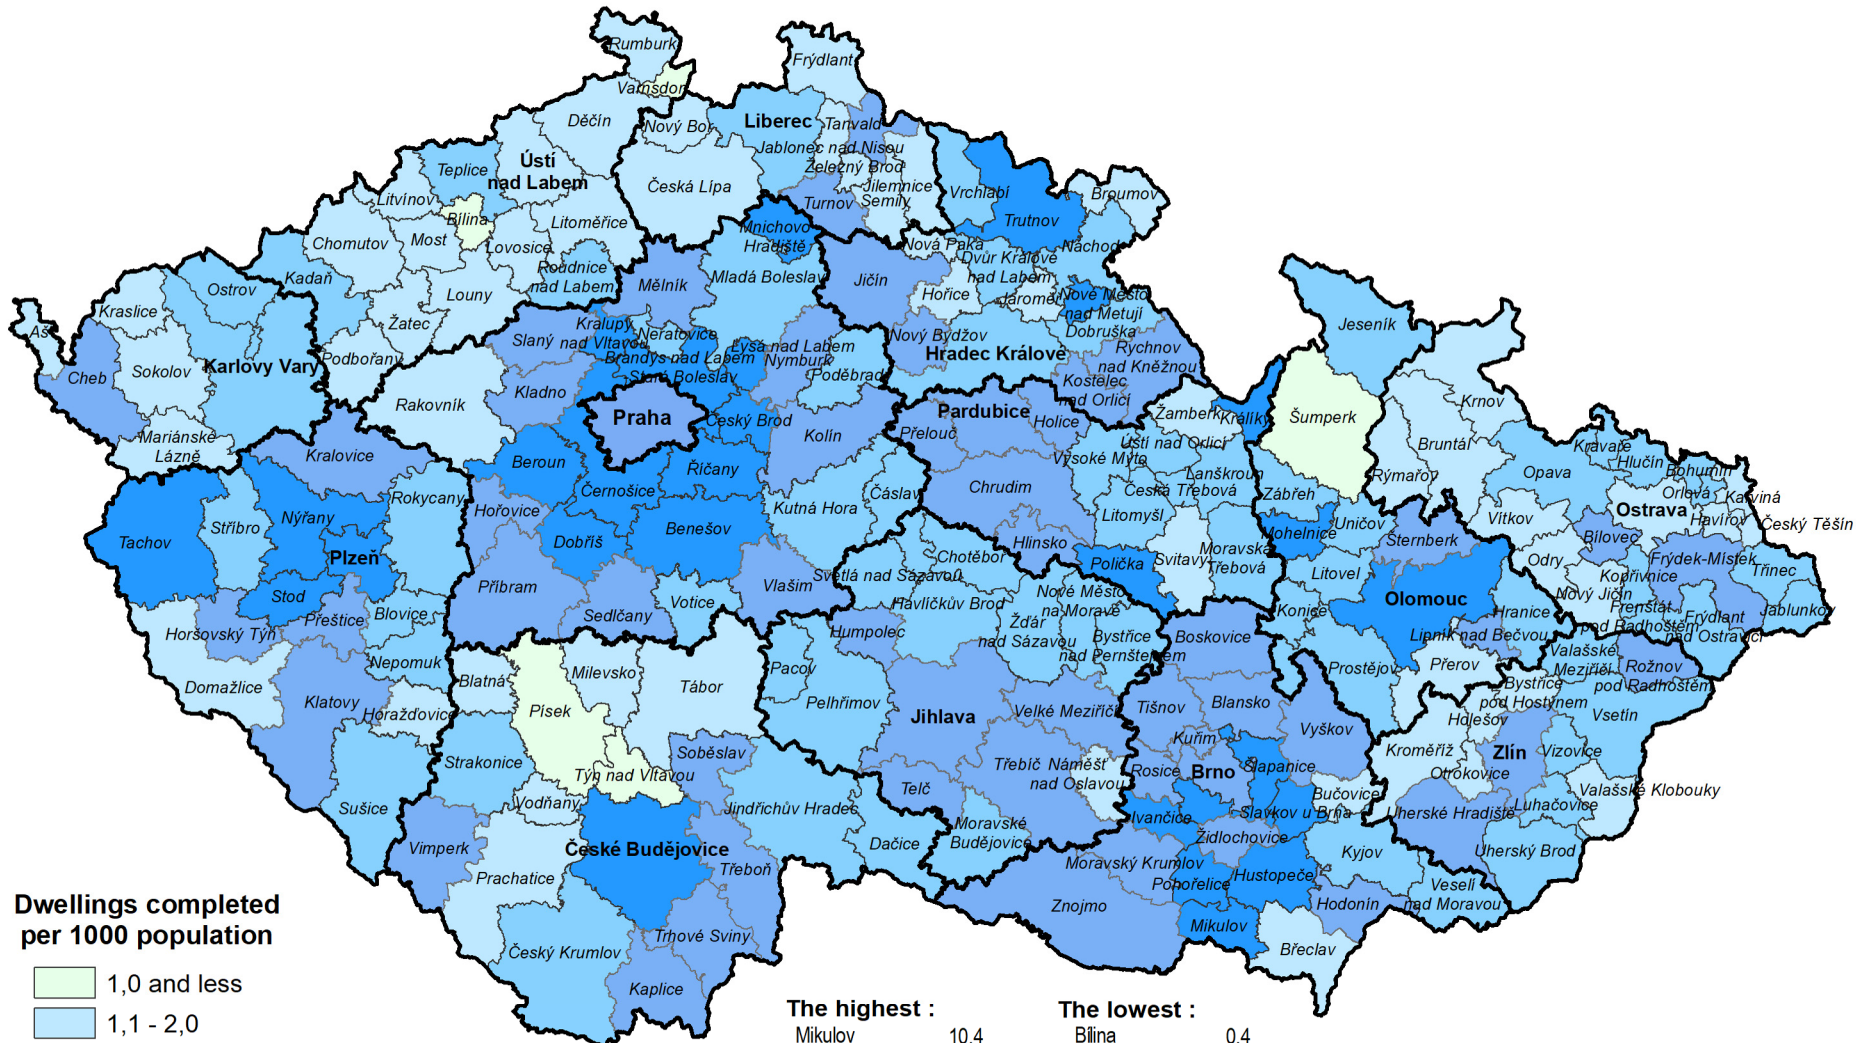 Rumburk
Varnsdorf
Frýdlant
Děčín
Nový Bor
Liberec
Tanvald
Jablonec nad Nisou
Železný Brod
Ústí
nad Labem
Teplice
Česká Lípa
Jilemnice
Semily
Turnov
Vrchlabí
Trutnov
Broumov
Litvínov
Bílina
Litoměřice
Chomutov
Most
Lovosice
Mnichovo
Hradiště
Nová Paka
Náchod
Dvůr Králové
nad Labem
Kadaň
Roudnice
nad Labem
Mladá Boleslav
Mělník
Jičín
Hořice
Jaroměř
Nové Město
nad Metují
Dobruška
Ostrov
Kraslice
Louny
Žatec
Aš
Slaný
Kralupy
nad Vltavou
Neratovice
Brandýs nad Labem
Stará Boleslav
Lysá nad Labem
Nymburk
Poděbrady
Nový Bydžov
Hradec Králové
Rychnov
nad Kněžnou
Kostelec
nad Orlicí
Jeseník
Cheb
Sokolov
Karlovy Vary
Podbořany
Rakovník
Kladno
Praha
Český Brod
Kolín
Pardubice
Přelouč
Holice
Žamberk
Králíky
Šumperk
Krnov
Bruntál
Rýmařov
Mariánské
Lázně
Kralovice
Beroun
Říčany
Černošice
Rokycany
Hořovice
Kutná Hora
Čáslav
Chrudim
Vysoké Mýto
Ústí nad Orlicí
Lanškroun
Česká Třebová
Litomyšl
Zábřeh
Opava
Kravaře
Hlučín
Bohumín
Orlová
Karviná
Ostrava
Havířov
Český Těšín
Vítkov
Bílovec
Tachov
Stříbro
Nýřany
Plzeň
Dobříš
Benešov
Hlinsko
Polička
Svitavy
Moravská
Třebová
Mohelnice
Uničov
Šternberk
Litovel
Odry
Frýdek-Místek
Třinec
Kopřivnice
Nový Jičín
Stod
Přeštice
Blovice
Horšovský Týn
Příbram
Sedlčany
Votice
Vlašim
Světlá nad Sázavou
Chotěboř
Havlíčkův Brod
Nové Město
na Moravě
Žďár
nad Sázavou
Bystřice
nad Pernštejnem
Humpolec
Boskovice
Konice
Olomouc
Hranice
Lipník nad Bečvou
Frenštát
pod Radhoštěm
Frýdlant
nad Ostravicí
Jablunkov
Nepomuk
Domažlice
Klatovy
Horažďovice
Blatná
Milevsko
Písek
Tábor
Pacov
Pelhřimov
Jihlava
Velké Meziříčí
Tišnov
Blansko
Prostějov
Přerov
Valašské
Meziříčí
Rožnov
pod Radhoštěm
Bystřice
pod Hostýnem
Holešov
Vsetín
Sušice
Strakonice
Týn nad Vltavou
Soběslav
Vodňany
Jindřichův Hradec
Telč
Třebíč
Náměšť
nad Oslavou
Kuřim
Rosice
Brno
Šlapanice
Vyškov
Bučovice
Kroměříž
Otrokovice
Zlín
Vizovice
Valašské Klobouky
Luhačovice
Ivančice
Slavkov u Brna
Uherské Hradiště
Vimperk
České Budějovice
Třeboň
Dačice
Moravské
Budějovice
Židlochovice
Moravský Krumlov
Pohořelice
Hustopeče
Kyjov
Uherský Brod
Veselí
nad Moravou
Prachatice
Znojmo
Hodonín
Mikulov
Břeclav
Trhové Sviny
Český Krumlov
Kaplice
Dwellings completed
per 1000 population
1,0 and less
1,1 - 2,0
The highest :
The lowest :
Mikulov 10,4
Bílina 0,4